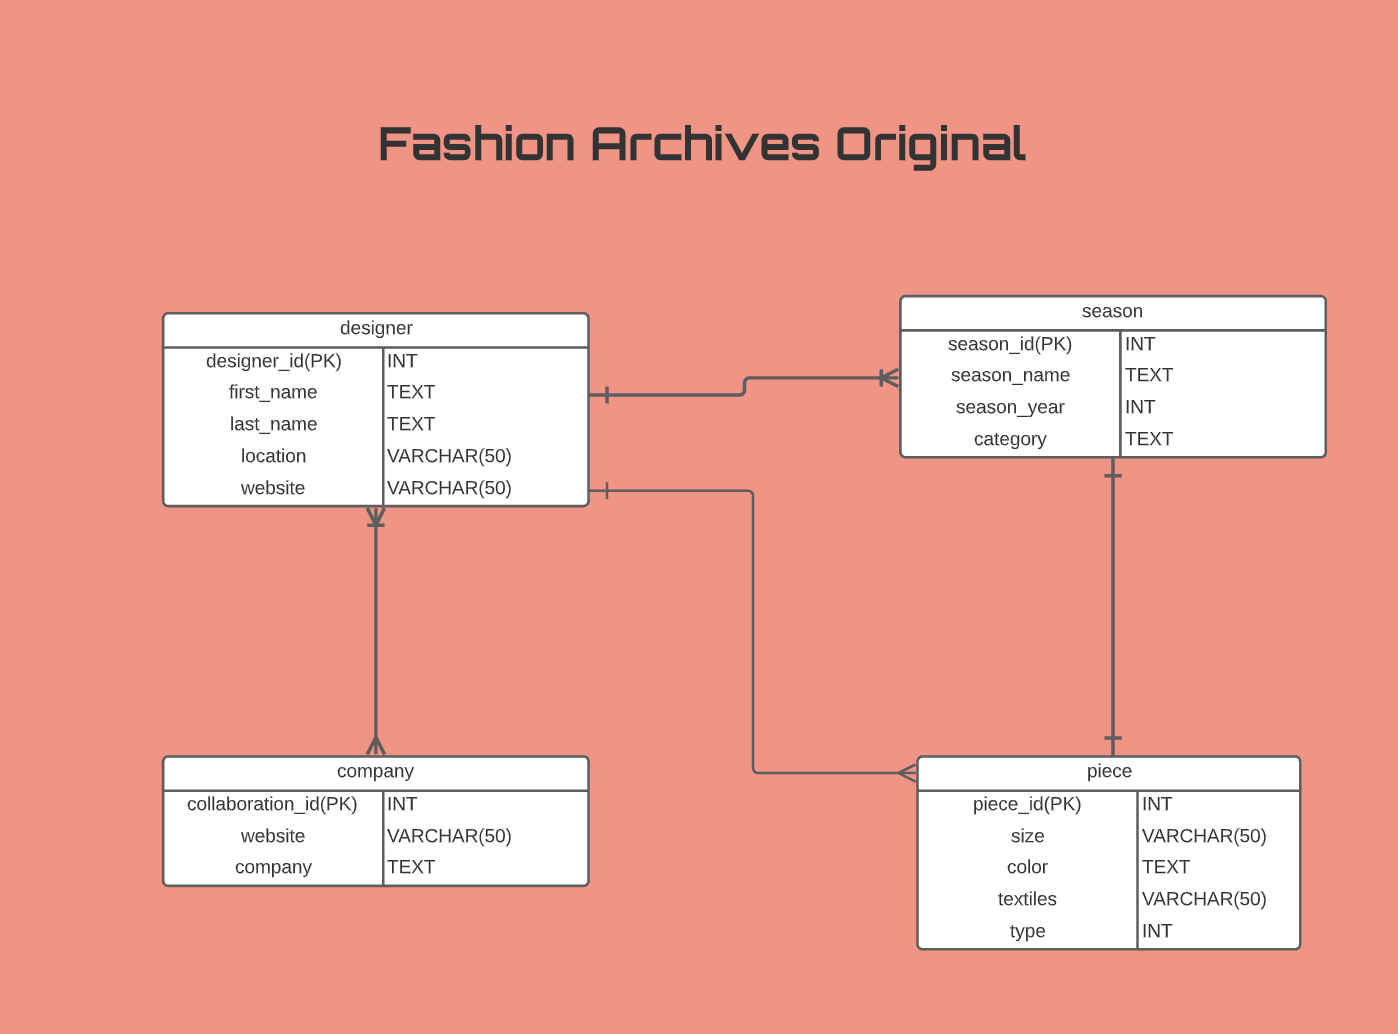 Fashion Archives Original
designer
designer_id(PK) INT
first_name TEXT
last_name TEXT
location VARCHAR(50)
website VARCHAR(50)
season
season_id(PK) INT
season_name TEXT
season_year INT
category TEXT
company
collaboration_id(PK) INT
website VARCHAR(50)
company TEXT
piece
piece_id(PK) INT
size VARCHAR(50)
color TEXT
textiles VARCHAR(50)
type INT